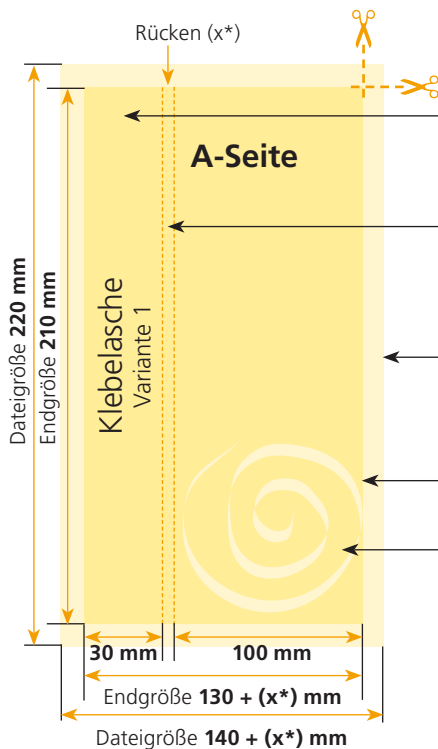 Rücken (x*)
A-Seite
Klebelasche
Variante 1
Dateigröße 220 mm
Endgröße 210 mm
30 mm
100 mm
Endgröße 130 + (x*) mm
Dateigröße 140 + (x*) mm